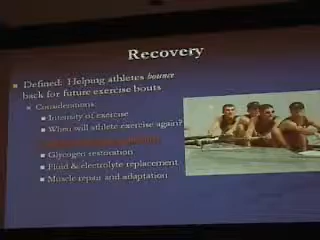 Recovery
Defined: Helping athletes bounce
back for future exercise bouts
Considerations
Intensity of exercise
When will athlete exercise again?
Glycogen restoration
Fluid & electrolyte replacement
Muscle repair and adaptation